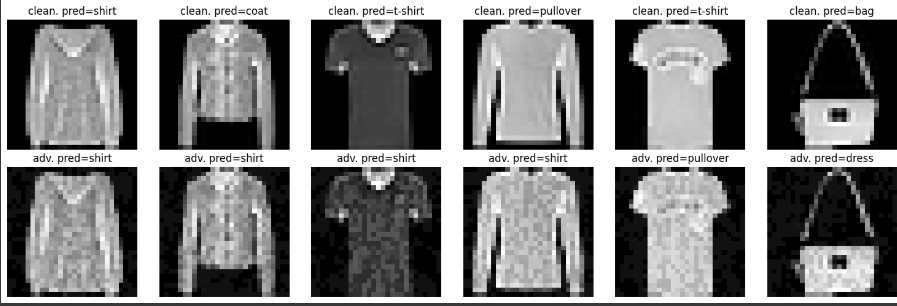 clean. pred=shirt
clean. pred=coat
clean. pred=t-shirt
clean. pred=pullover
clean. pred=t-shirt
clean. pred=bag
adv. pred=shirt
adv. pred=shirt
adv. pred=shirt
adv. pred=shirt
adv. pred=pullover
adv. pred=dress